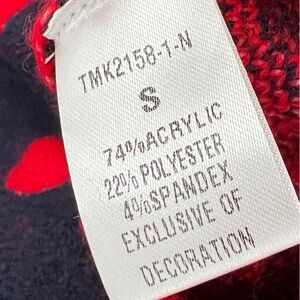 TMK2158-1-N
S
74%ACRYLIC
22% POLYESTER
4%SPANDEX
EXCLUSIVE OF
DECORATION